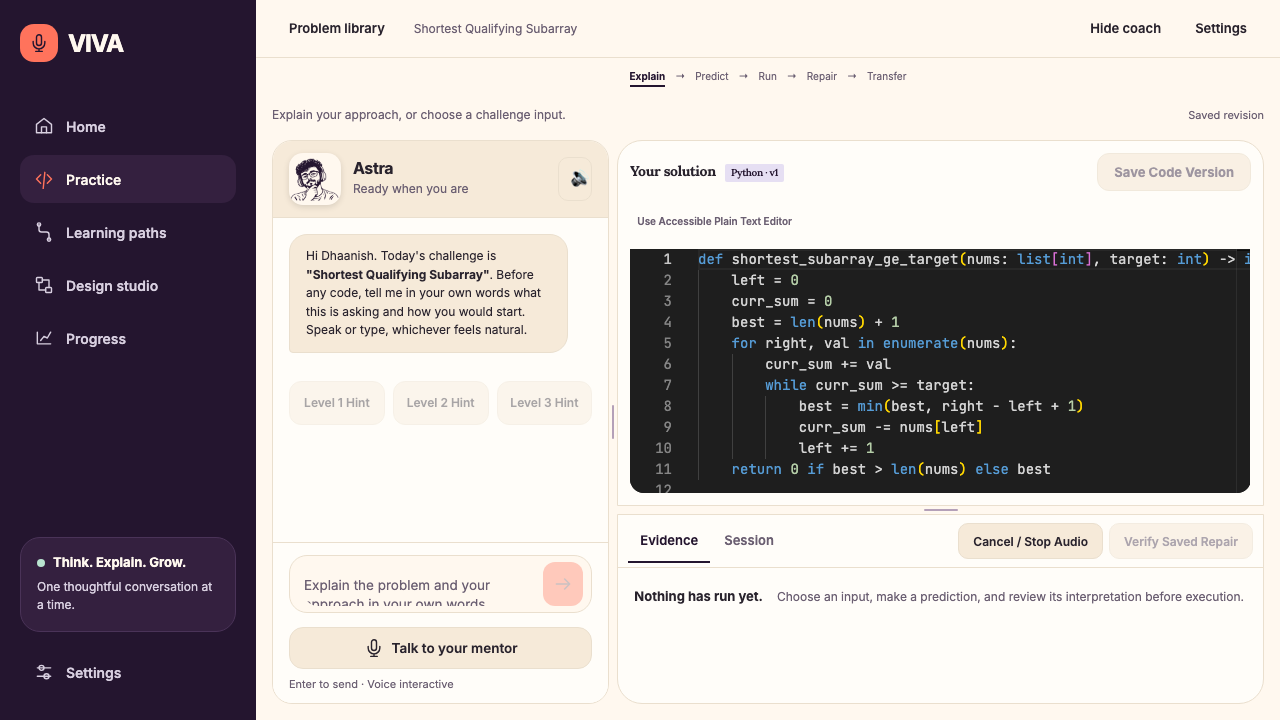 VIVA
Home
Practice
Learning paths
Design studio
Progress
Think. Explain. Grow.
One thoughtful conversation at
a time.
Settings
Problem library
Shortest Qualifying Subarray
Hide coach
Settings
Explain → Predict → Run → Repair → Transfer
Explain your approach, or choose a challenge input.
Saved revision
Astra
Ready when you are
Hi Dhaanish. Today's challenge is
"Shortest Qualifying Subarray". Before
any code, tell me in your own words what
this is asking and how you would start.
Speak or type, whichever feels natural.
Level 1 Hint
Level 2 Hint
Level 3 Hint
Explain the problem and your
approach in your own words
Talk to your mentor
Enter to send · Voice interactive
Your solution
Python · v1
Save Code Version
Use Accessible Plain Text Editor
1 def shortest_subarray_ge_target(nums: list[int], target: int) -> i
2 left = 0
3 curr_sum = 0
4 best = len(nums) + 1
5 for right, val in enumerate(nums):
6 curr_sum += val
7 while curr_sum >= target:
8 best = min(best, right - left + 1)
9 curr_sum -= nums[left]
10 left += 1
11 return 0 if best > len(nums) else best
12
Evidence
Session
Cancel / Stop Audio
Verify Saved Repair
Nothing has run yet.
Choose an input, make a prediction, and review its interpretation before execution.